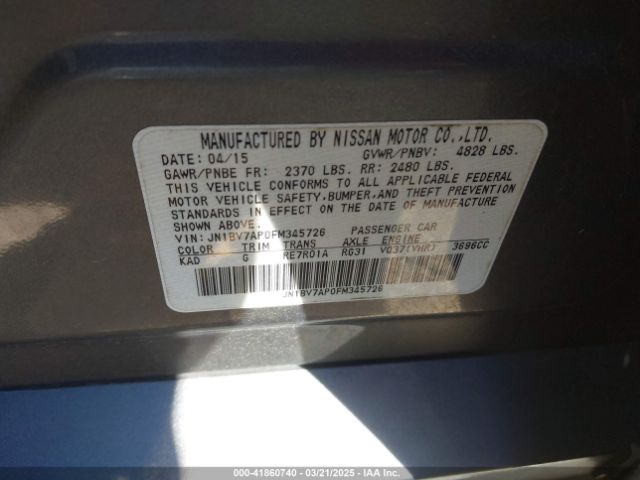 MANUFACTURED BY NISSAN MOTOR CO.,LTD.
DATE: 04/15 GVWR/PNBV: 4828 LBS.
GAWR/PNBE FR: 2370 LBS. RR: 2480 LBS.
THIS VEHICLE CONFORMS TO ALL APPLICABLE FEDERAL
MOTOR VEHICLE SAFETY,BUMPER,AND THEFT PREVENTION
STANDARDS IN EFFECT ON THE DATE OF MANUFACTURE
SHOWN ABOVE.
VIN: JN1BV7AP0FM345726 PASSENGER CAR
COLOR TRIM TRANS AXLE ENGINE
KAD G RE7R01A RG31 VQ37(VHR) 3696CC
JN1BV7AP0FM345726
000-41860740 | 03/21/2025 | IAA Inc.